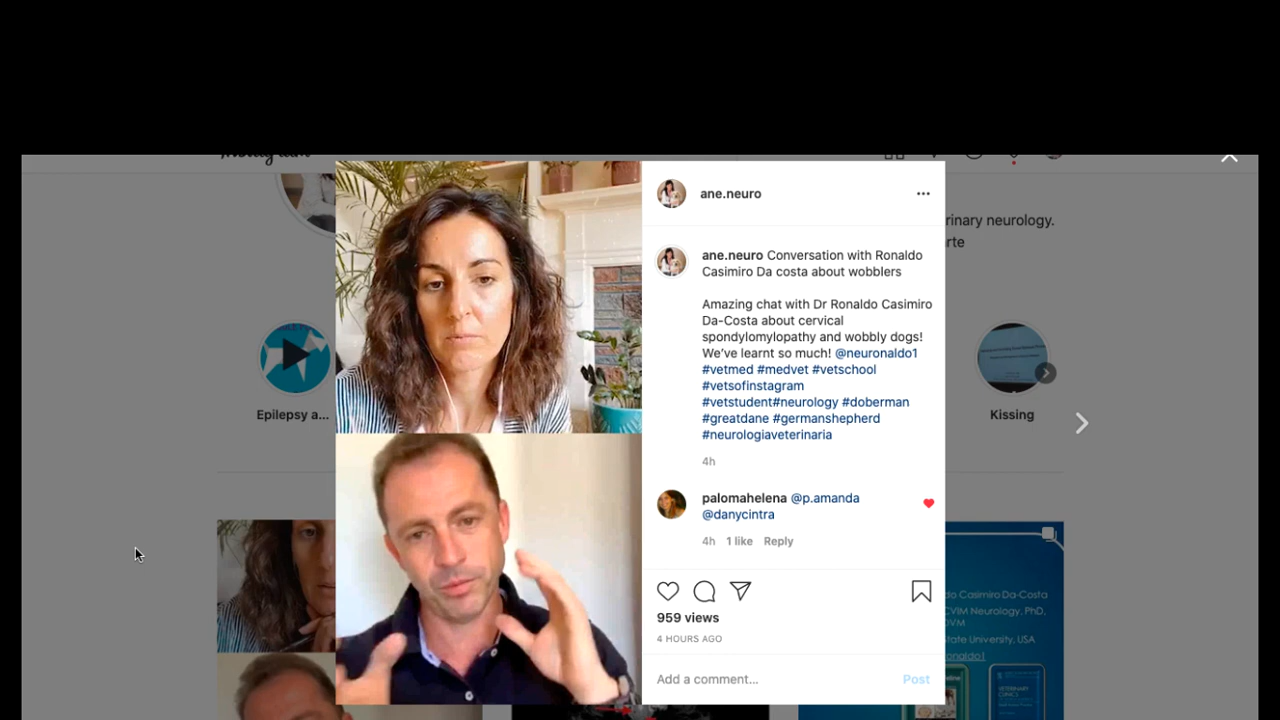 Instagram
ane.neuro
rinary neurology.
rte
ane.neuro Conversation with Ronaldo
Casimiro Da costa about wobblers
Amazing chat with Dr Ronaldo Casimiro
Da-Costa about cervical
spondylomylopathy and wobbly dogs!
We've learnt so much! @neuronaldo1
#vetmed #medvet #vetschool
#vetsofinstagram
#vetstudent#neurology #doberman
#greatdane #germanshepherd
#neurologiaveterinaria
4h
Epilepsy a...
Kissing
palomahelena @p.amanda
@danycintra
4h 1 like Reply
959 views
4 HOURS AGO
Add a comment... Post
do Casimiro Da-Costa
CVIM Neurology. PhD,
DVM
State University, USA
onaldo1